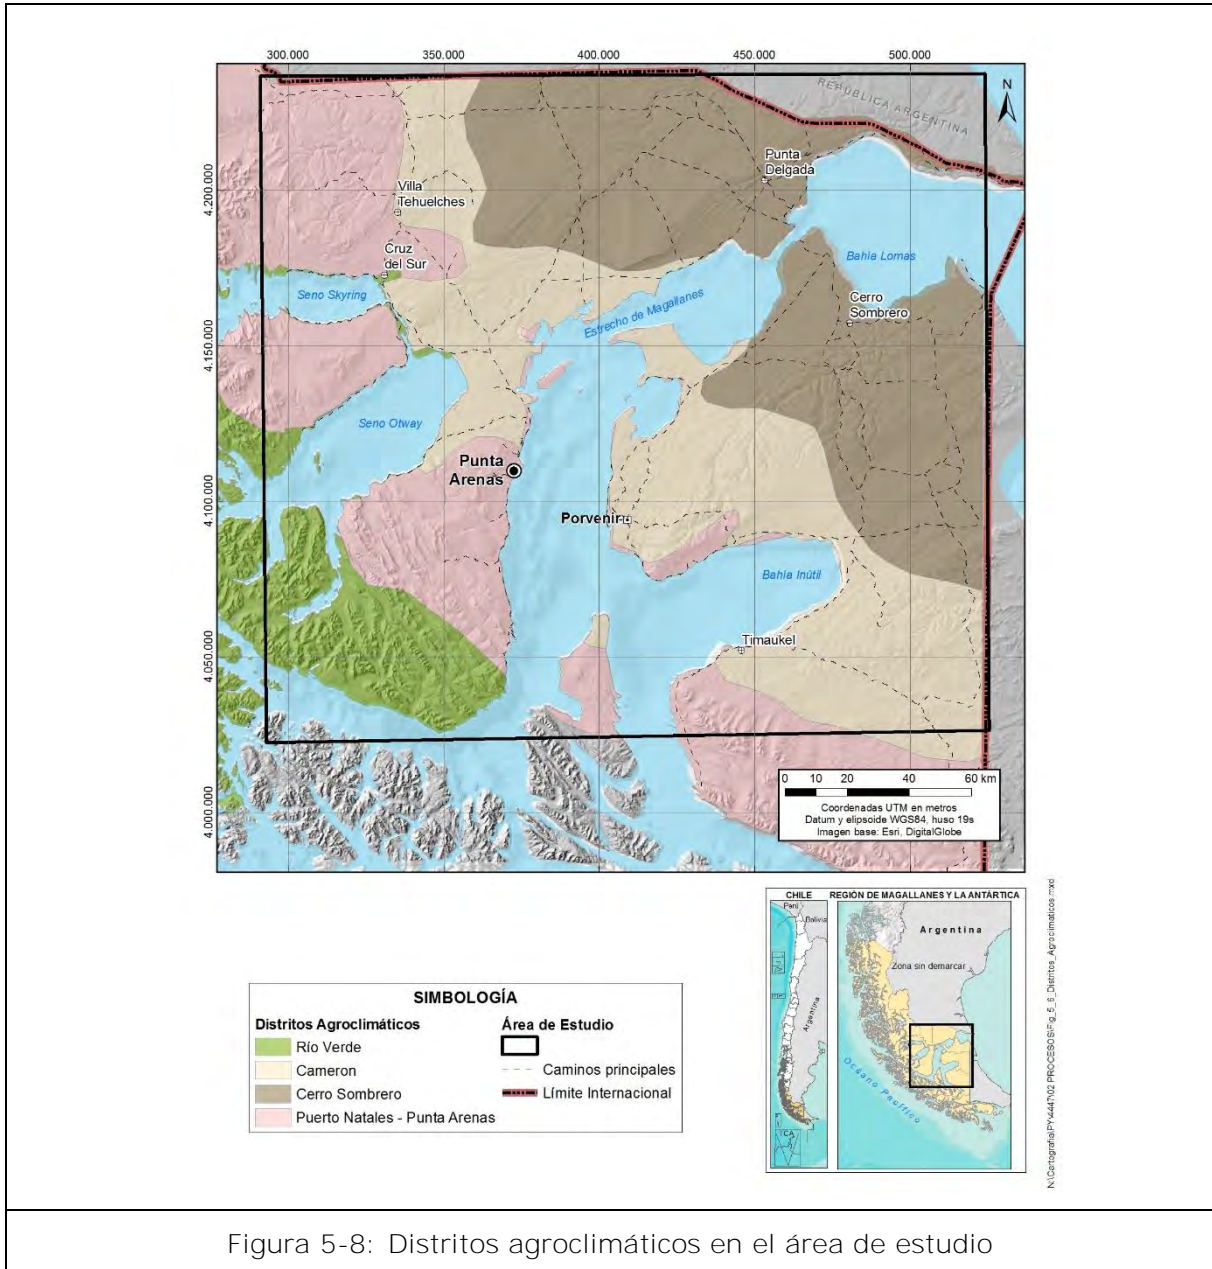 300.000 350.000 400.000 450.000 500.000
REPÚBLICA ARGENTINA
N
4.200.000
4.150.000
4.100.000
4.050.000
4.000.000
Punta
Delgada
Villa
Tehuelches
Cruz
del Sur
Bahía Lomas
Seno Skyring
Cerro
Sombrero
Estrecho de Magallanes
Seno Otway
Punta
Arenas
Porvenir
Bahía Inútil
Timaukel
0 10 20 40 60 km
Coordenadas UTM en metros
Datum y elipsoide WGS84, huso 19s
Imagen base: Esri, DigitalGlobe
CHILE
Perú
Bolivia
Argentina
REGIÓN DE MAGALLANES Y LA ANTÁRTICA
Argentina
Zona sin demarcar
Océano Pacífico
SIMBOLOGÍA
Distritos Agroclimáticos
Río Verde
Cameron
Cerro Sombrero
Puerto Natales - Punta Arenas
Área de Estudio
Caminos principales
Límite Internacional
Figura 5-8: Distritos agroclimáticos en el área de estudio